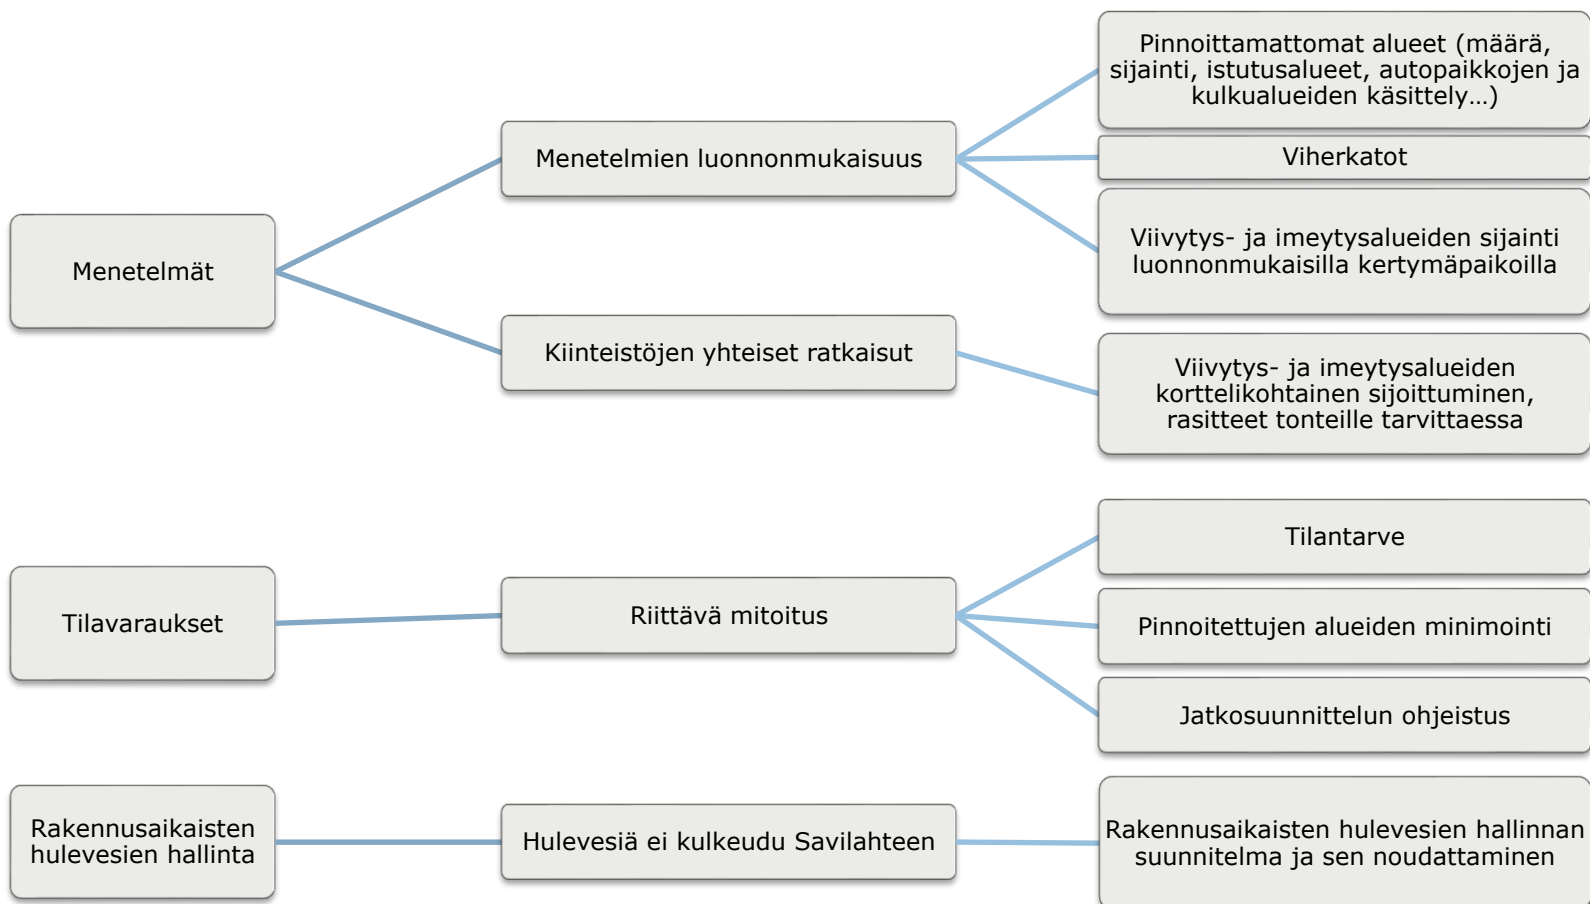 Pinnoittamattomat alueet (määrä,
sijainti, istutusalueet, autopaikkojen ja
kulkualueiden käsittely…)
Menetelmien luonnonmukaisuus
Viherkatot
Menetelmät
Viivytys- ja imeytysalueiden sijainti
luonnonmukaisilla kertymäpaikoilla
Kiinteistöjen yhteiset ratkaisut
Viivytys- ja imeytysalueiden
korttelikohtainen sijoittuminen,
rasitteet tonteille tarvittaessa
Tilantarve
Tilavaraukset
Riittävä mitoitus
Pinnoitettujen alueiden minimointi
Jatkosuunnittelun ohjeistus
Rakennusaikaisten
hulevesien hallinta
Hulevesiä ei kulkeudu Savilahteen
Rakennusaikaisten hulevesien hallinnan
suunnitelma ja sen noudattaminen